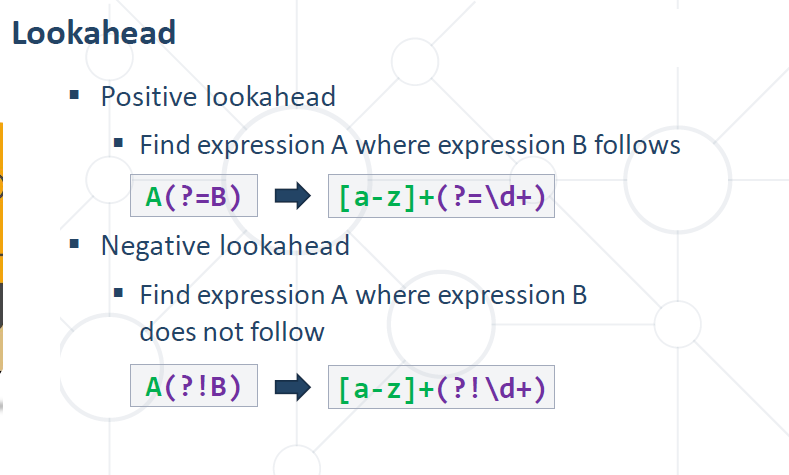 Lookahead
▪ Positive lookahead
▪ Find expression A where expression B follows
A(?=B) ➡ [a-z]+(?=\d+)
▪ Negative lookahead
▪ Find expression A where expression B
does not follow
A(?!B) ➡ [a-z]+(?!\d+)